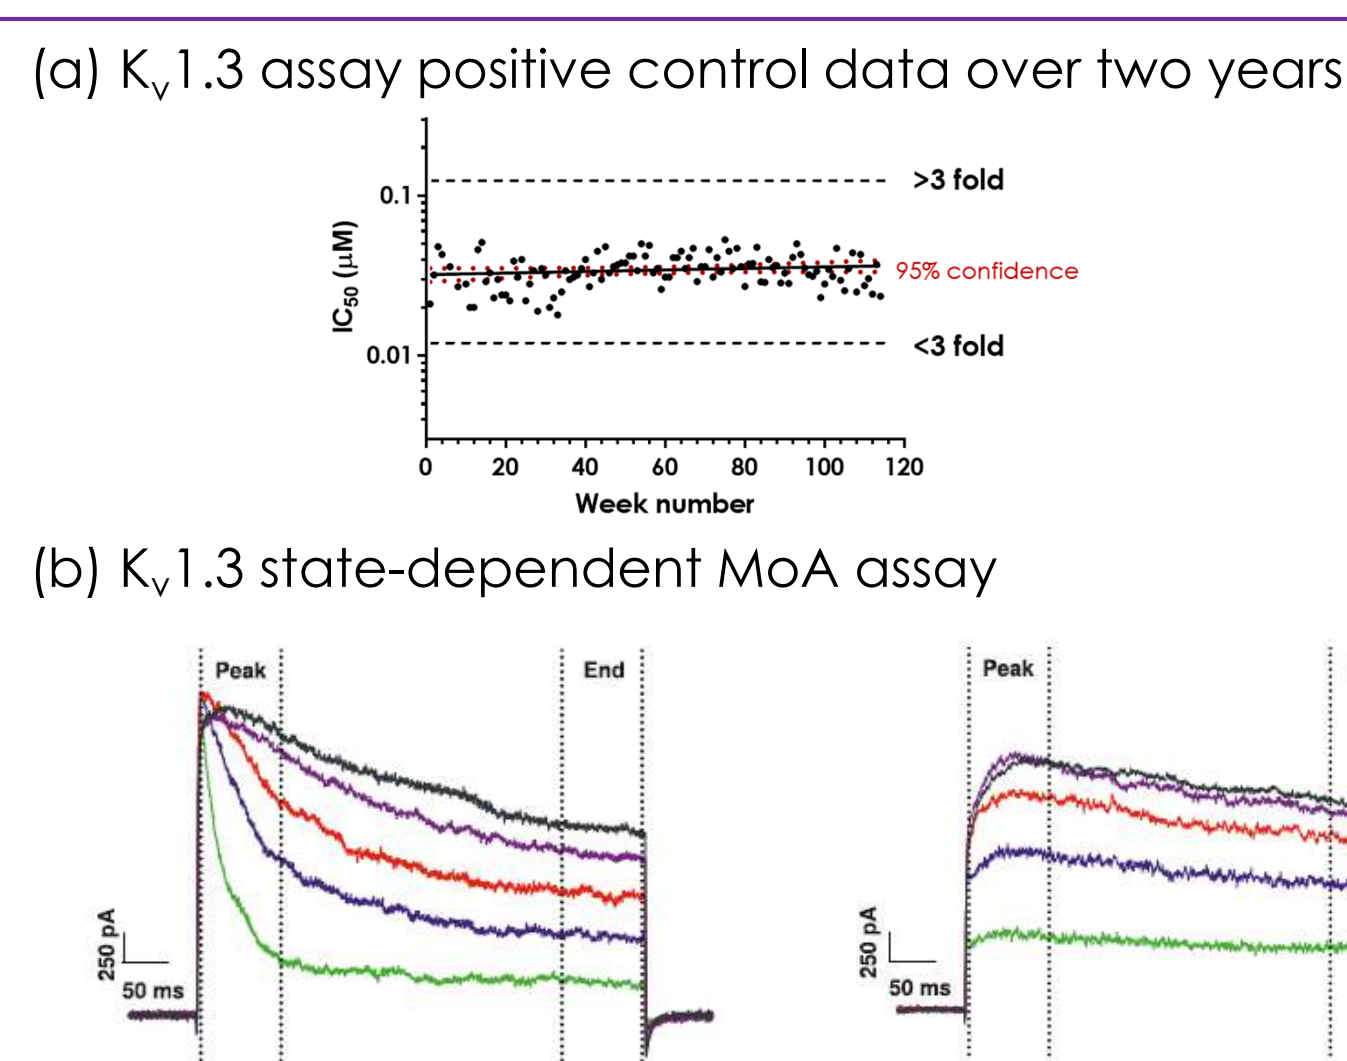 (a) Kv1.3 assay positive control data over two years
0.1
0.01
IC50 (μM)
>3 fold
95% confidence
<3 fold
0 20 40 60 80 100 120
Week number
(b) Kv1.3 state-dependent MoA assay
Peak End
250 pA
50 ms
Peak
250 pA
50 ms